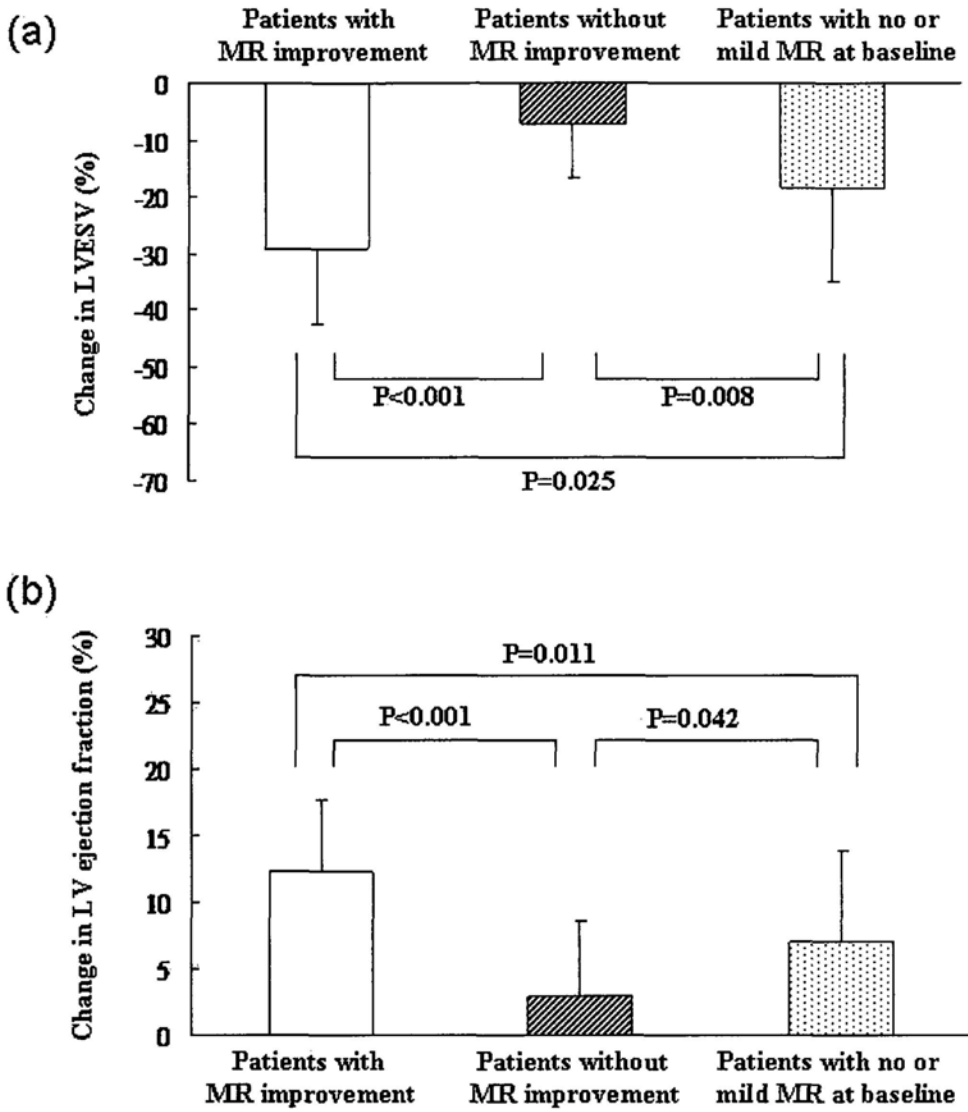 (a)
Patients with
MR improvement
Patients without
MR improvement
Patients with no or
mild MR at baseline
Change in LVESV (%)
0
-10
-20
-30
-40
-50
-60
-70
P<0.001
P=0.008
P=0.025
(b)
Change in LV ejection fraction (%)
30
25
20
15
10
5
0
P=0.011
P<0.001
P=0.042
Patients with
MR improvement
Patients without
MR improvement
Patients with no or
mild MR at baseline